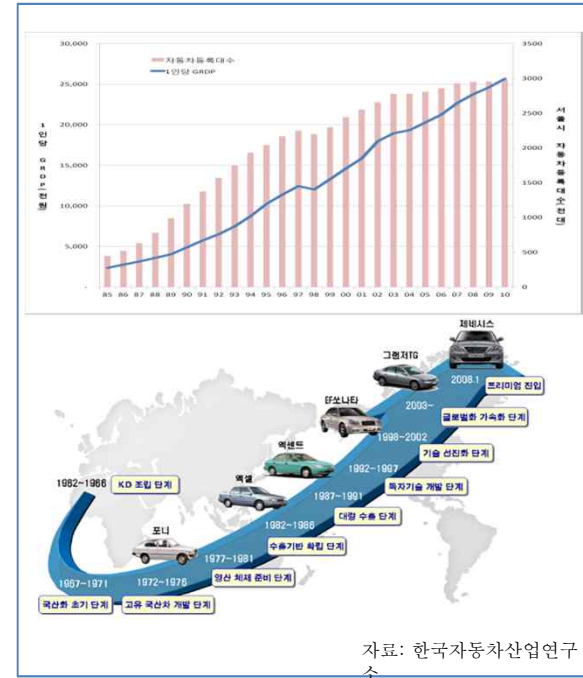 자동차등록대수
1인당 GRDP
1인당 GRDP(천원)
서울시 자동차등록대수(천대)
30,000
25,000
20,000
15,000
10,000
5,000
-
3500
3000
2500
2000
1500
1000
500
0
85 86 87 88 89 90 91 92 93 94 95 96 97 98 99 00 01 02 03 04 05 06 07 08 09 10
제네시스
그랜저TG
2008.1 프리미엄 진입
EF쏘나타
2003~ 글로벌화 가속화 단계
1998~2002 기술 선진화 단계
엑센트
1992~1997 독자기술 개발 단계
엑셀
1987~1991 대량 수출 단계
1962~1966 KD 조립 단계
1982~1986 수출기반 확립 단계
포니
1977~1981 양산 체제 준비 단계
1967~1971 1972~1976
국산화 초기 단계 고유 국산차 개발 단계
자료: 한국자동차산업연구
소